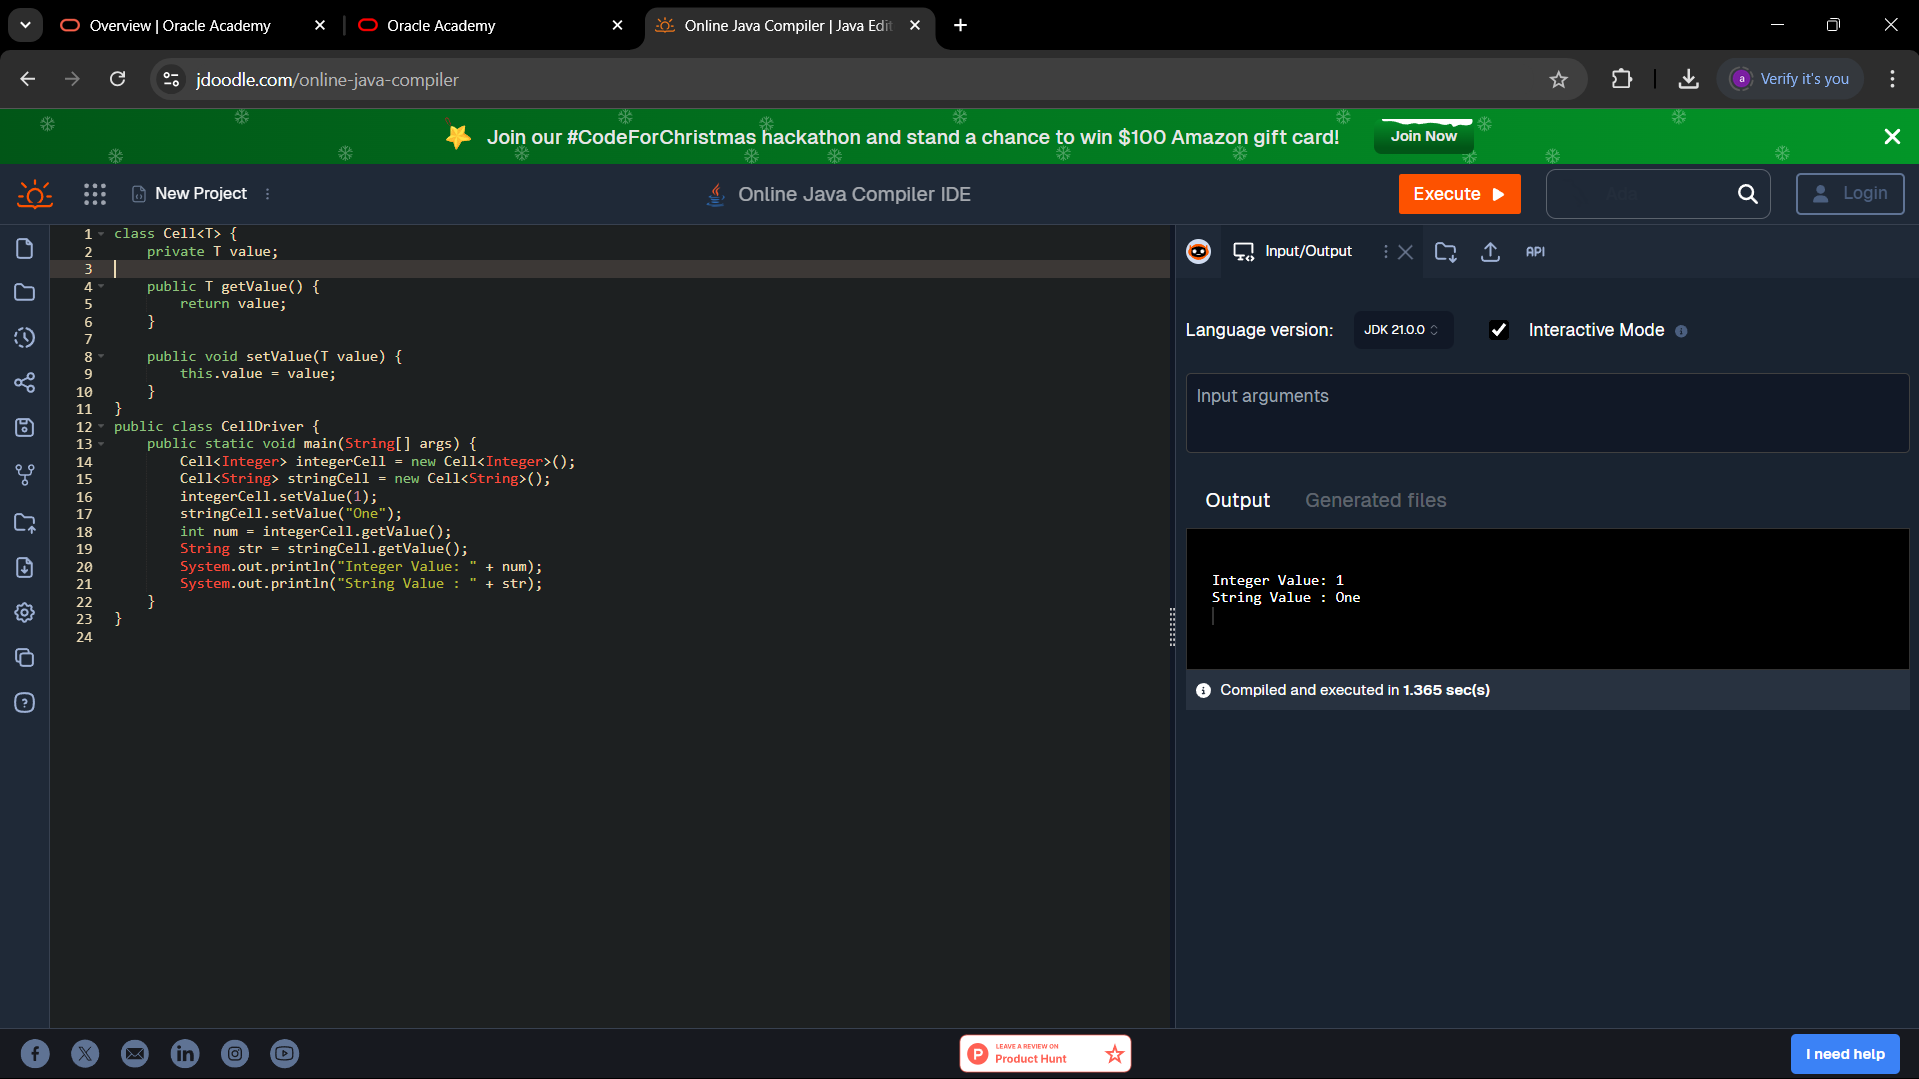 Overview | Oracle Academy
Oracle Academy
Online Java Compiler | Java Edit
jdoodle.com/online-java-compiler
a
Verify it's you
Join our #CodeForChristmas hackathon and stand a chance to win $100 Amazon gift card!
Join Now
New Project
Online Java Compiler IDE
Execute
Login
1 class Cell<T> {
2     private T value;
3
4     public T getValue() {
5         return value;
6     }
7
8     public void setValue(T value) {
9         this.value = value;
10     }
11 }
12 public class CellDriver {
13     public static void main(String[] args) {
14         Cell<Integer> integerCell = new Cell<Integer>();
15         Cell<String> stringCell = new Cell<String>();
16         integerCell.setValue(1);
17         stringCell.setValue("One");
18         int num = integerCell.getValue();
19         String str = stringCell.getValue();
20         System.out.println("Integer Value: " + num);
21         System.out.println("String Value : " + str);
22     }
23 }
24
Input/Output
API
Language version:
JDK 21.0.0
Interactive Mode
Input arguments
Output
Generated files
Integer Value: 1
String Value : One
Compiled and executed in 1.365 sec(s)
P
LEAVE A REVIEW ON
Product Hunt
I need help